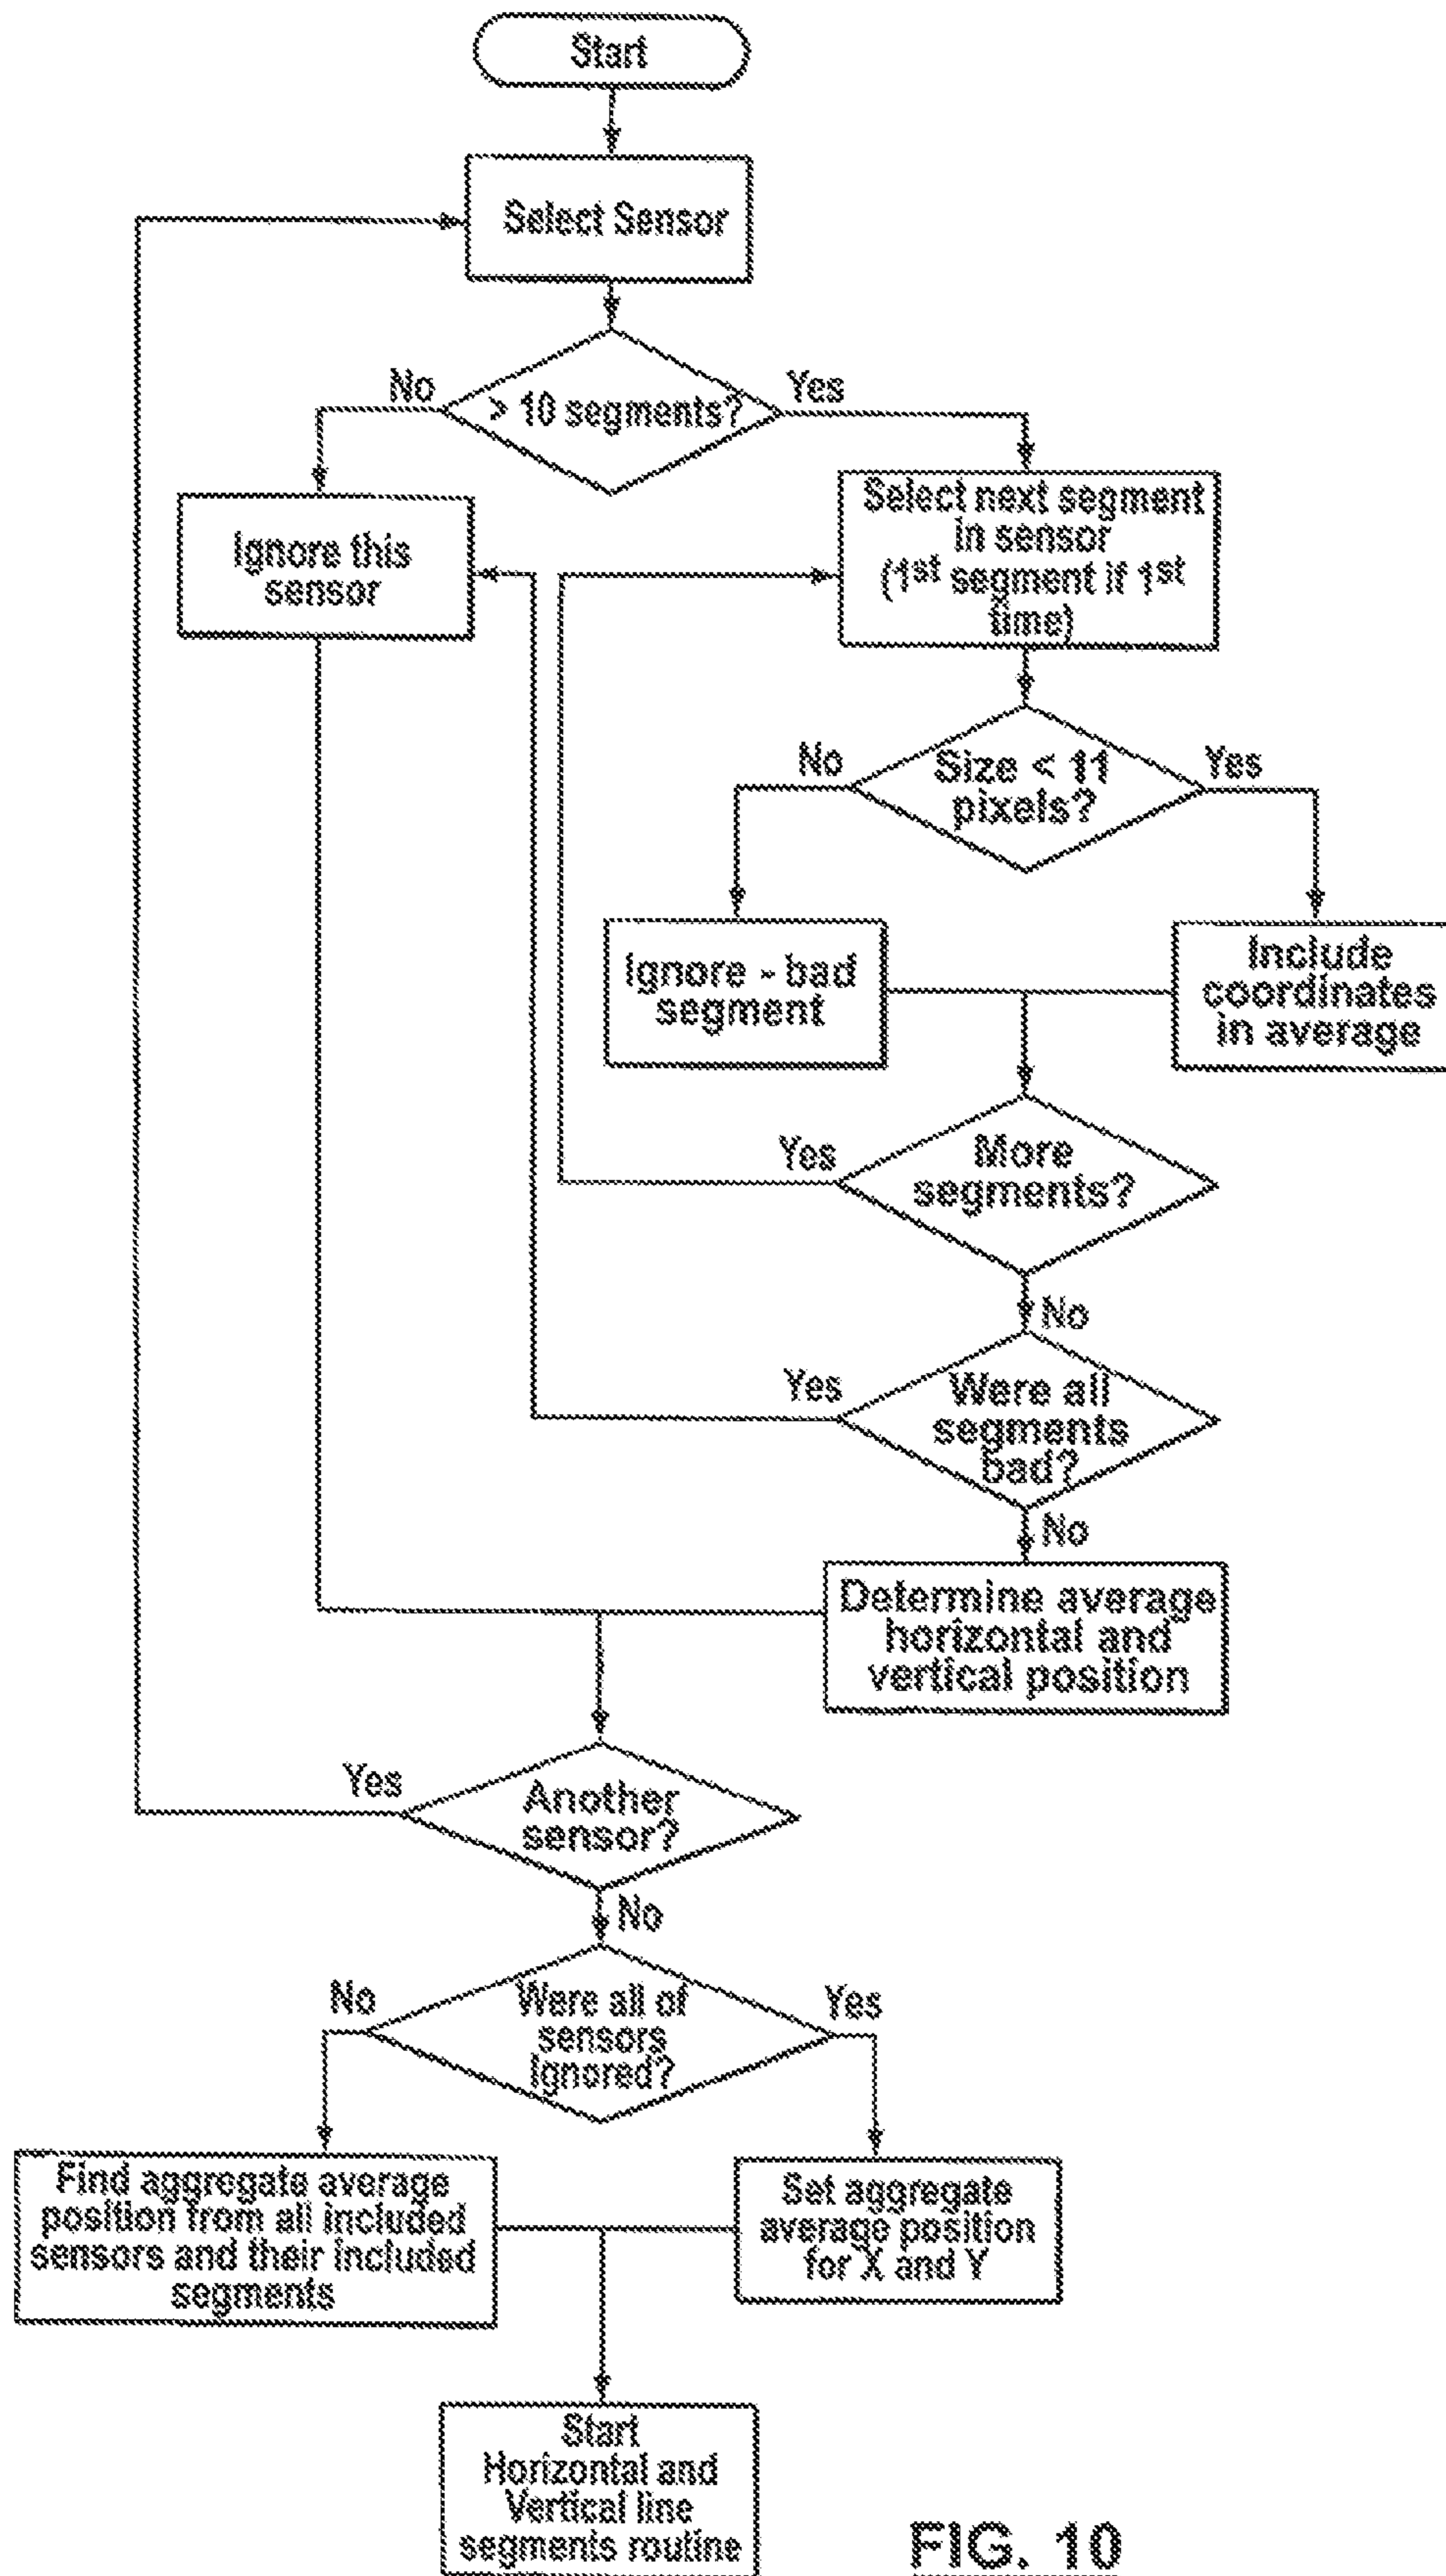 Start
Select Sensor
No
> 10 segments?
Yes
Ignore this
sensor
Select next segment
in sensor
(1st segment if 1st
time)
No
Size < 11
pixels?
Yes
Ignore - bad
segment
Include
coordinates
in average
Yes
More
segments?
No
Yes
Were all
segments
bad?
No
Determine average
horizontal and
vertical position
Yes
Another
sensor?
No
No
Were all of
sensors
Ignored?
Yes
Find aggregate average
position from all included
sensors and their included
segments
Set aggregate
average position
for X and Y
Start
Horizontal and
Vertical line
segments routine
FIG. 10